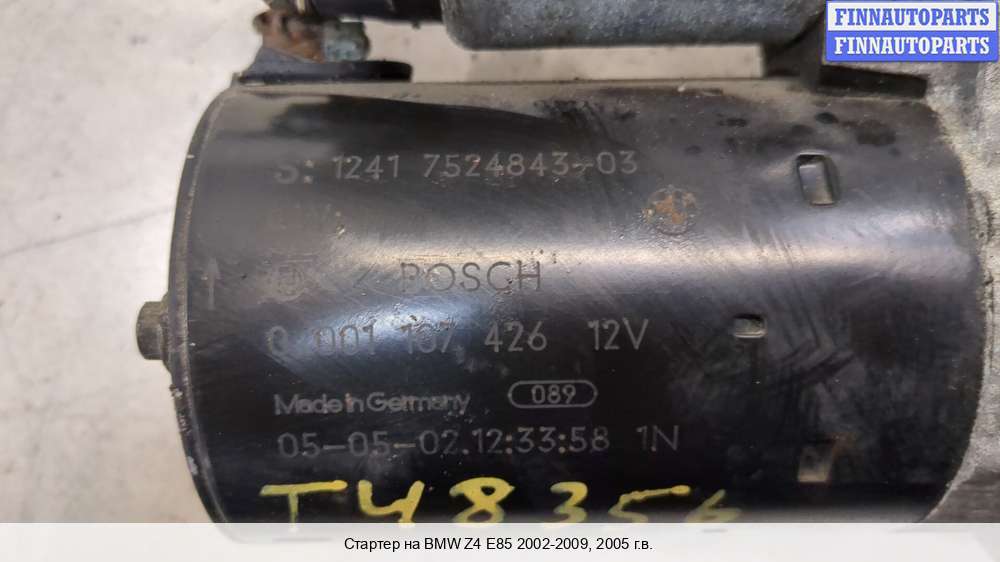 FINNAUTOPARTS
FINNAUTOPARTS
S: 1241 7524843-03
BOSCH
0 001 107 426 12V
Made in Germany 089
05-05-02.12:33:58 1N
T48356
Стартер на BMW Z4 E85 2002-2009, 2005 г.в.